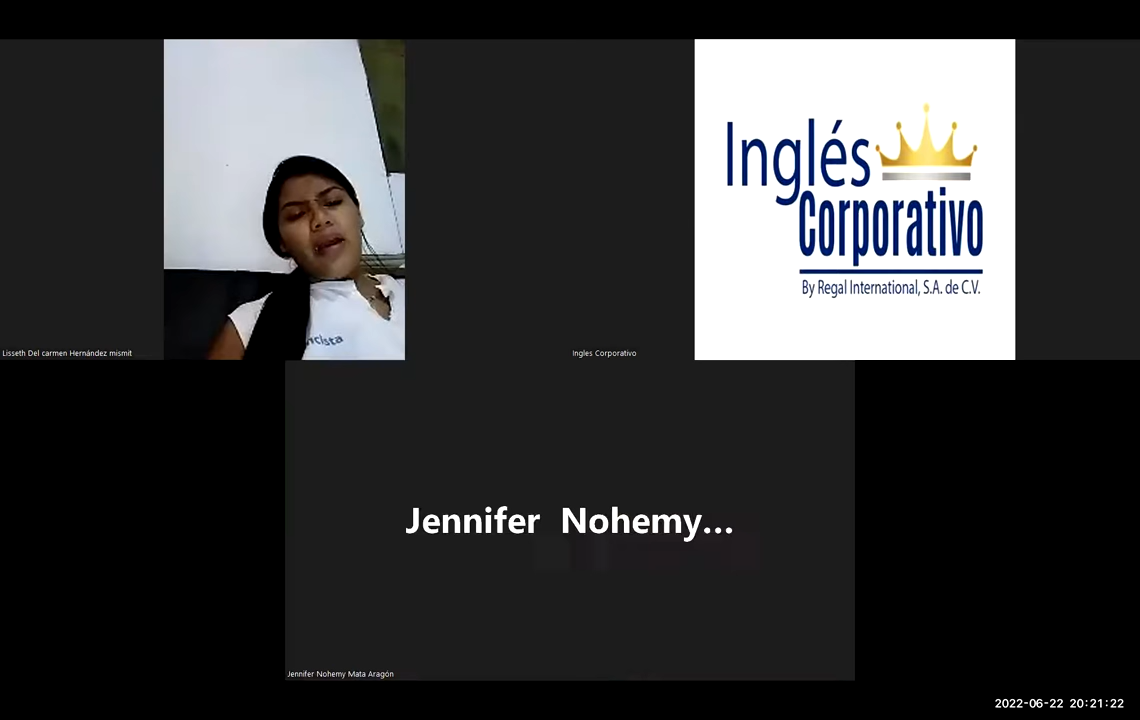 Inglés
Corporativo
By Regal International, S.A. de C.V.
Lisseth Del carmen Hernández mismit
Ingles Corporativo
Jennifer Nohemy...
Jennifer Nohemy Mata Aragón
2022-06-22 20:21:22